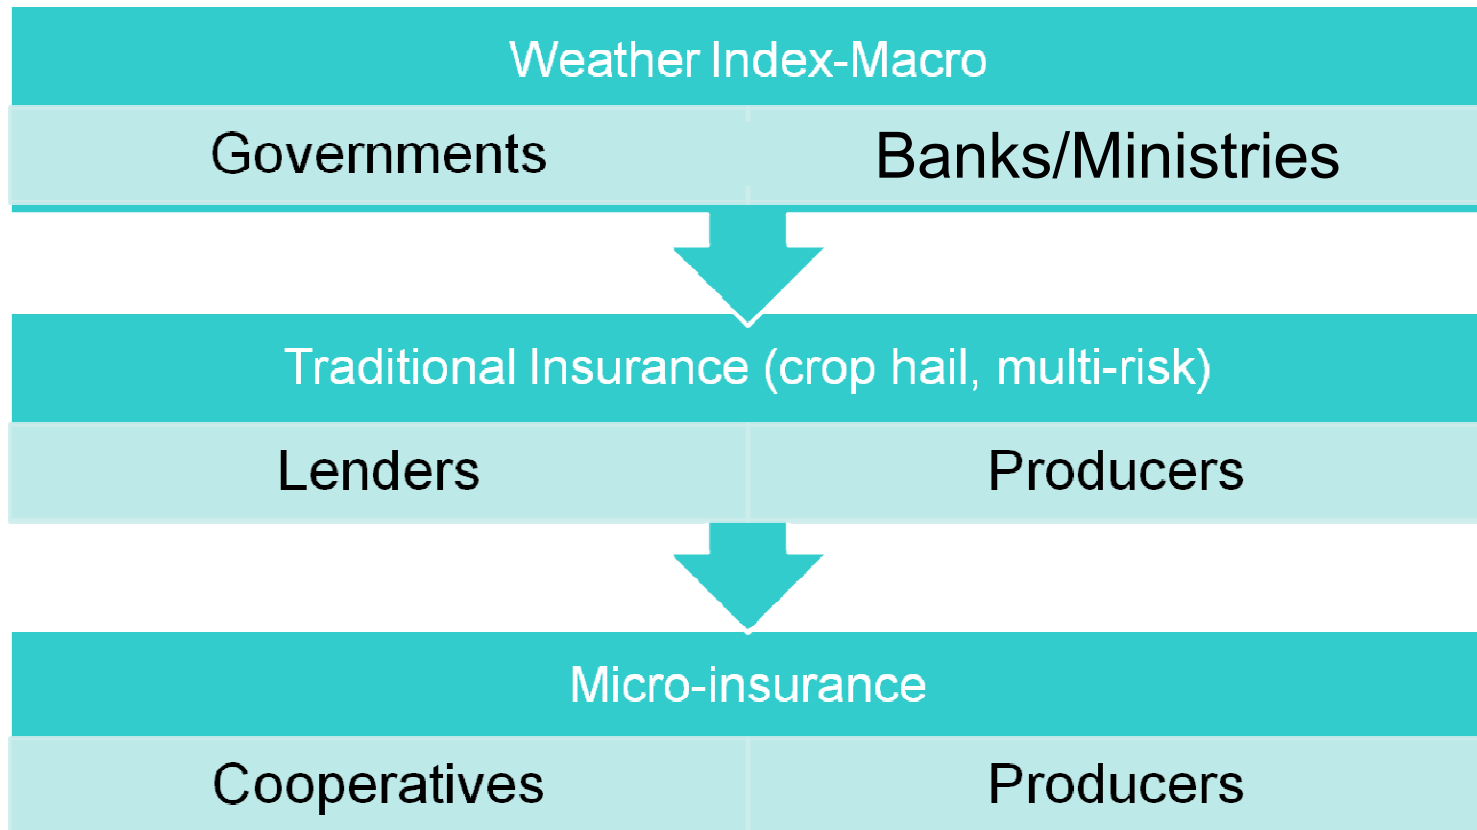 Weather Index-Macro
Governments
Banks/Ministries
Traditional Insurance (crop hail, multi-risk)
Lenders
Producers
Micro-insurance
Cooperatives
Producers